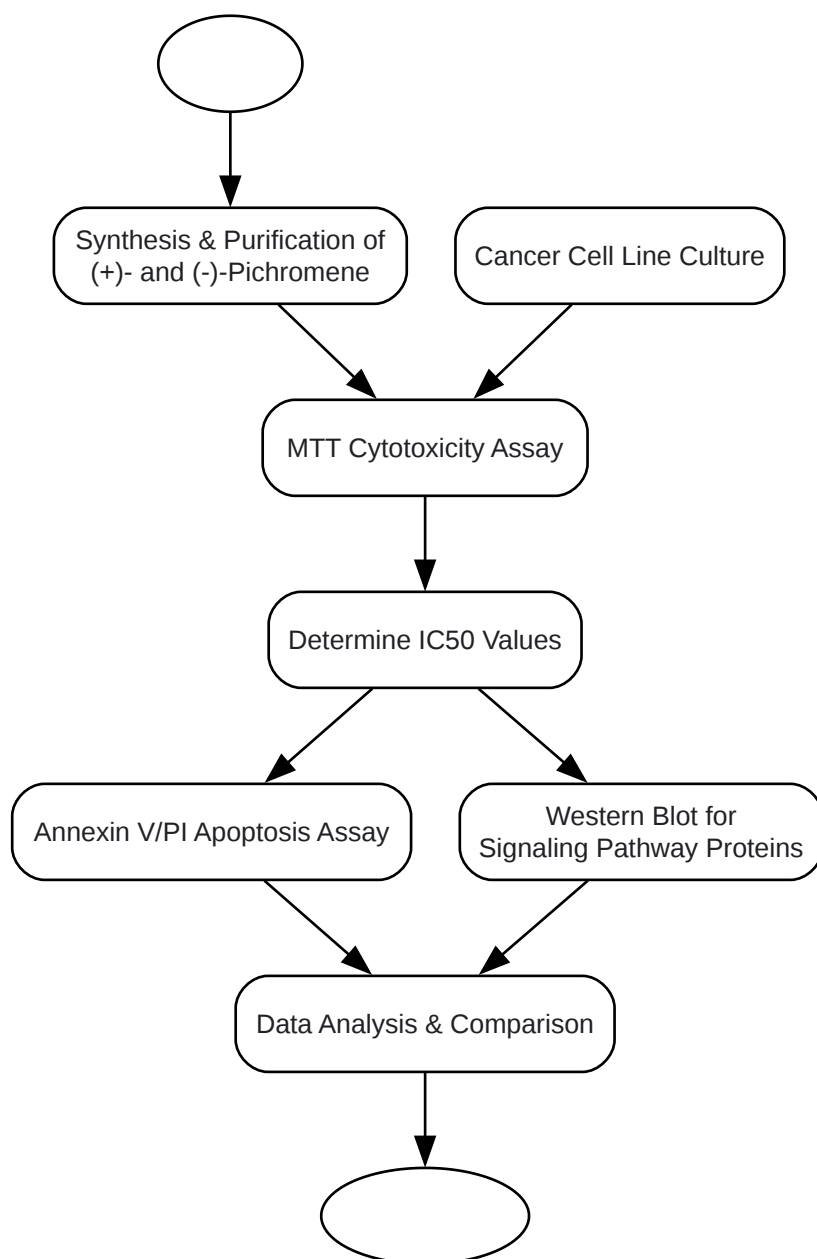 Synthesis & Purification of
(+)- and (-)-Pichromene
Cancer Cell Line Culture
MTT Cytotoxicity Assay
Determine IC50 Values
Annexin V/PI Apoptosis Assay
Western Blot for
Signaling Pathway Proteins
Data Analysis & Comparison